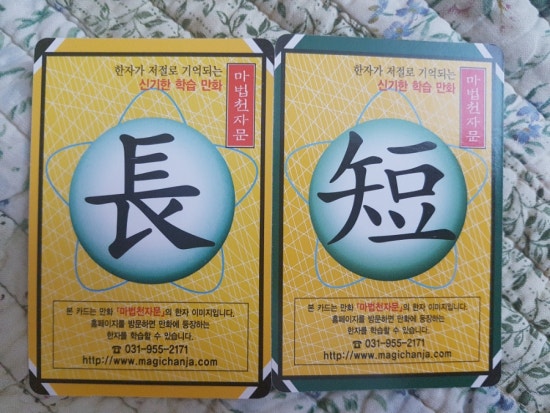 한자가 저절로 기억되는
신기한 학습 만화
마법천자문
長
본 카드는 만화 「마법천자문」의 한자 이미지입니다.
홈페이지를 방문하면 만화에 등장하는
한자를 학습할 수 있습니다.
☎ 031-955-2171
http://www.magichanja.com
한자가 저절로 기억되는
신기한 학습 만화
마법천자문
短
본 카드는 만화 「마법천자문」의 한자 이미지입니다.
홈페이지를 방문하면 만화에 등장하는
한자를 학습할 수 있습니다.
☎ 031-955-2171
http://www.magichanja.com